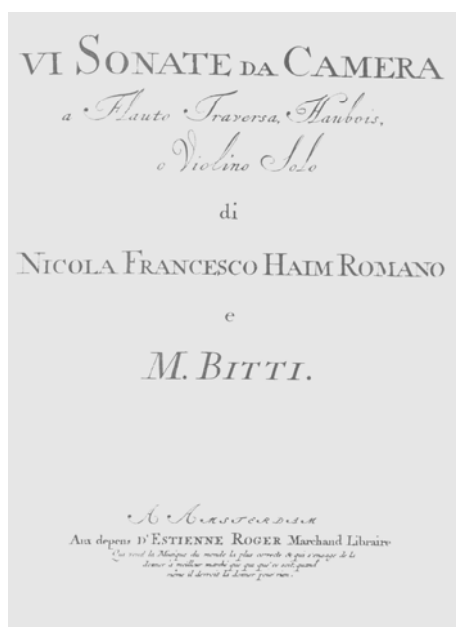 VI SONATE DA CAMERA
a Flauto Traversa, Haubois,
o Violino Solo
di
NICOLA FRANCESCO HAIM ROMANO
e
M. BITTI.
A AMSTERDAM
Aux depens D'ESTIENNE ROGER Marchand Libraire
Qui vend la Musique du monde la plus correcte & qui s'engage de la
donner à meilleur marché que qui que ce soit, quand
même il devroit la donner pour rien.